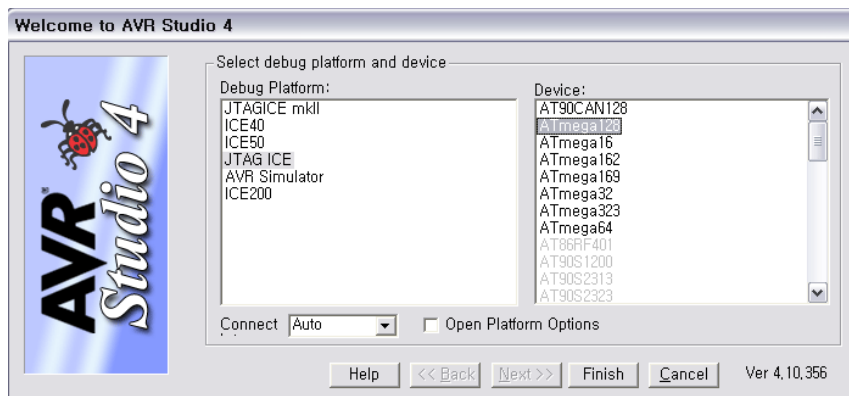 Welcome to AVR Studio 4
AVR Studio 4
Select debug platform and device
Debug Platform:
JTAGICE mkII
ICE40
ICE50
JTAG ICE
AVR Simulator
ICE200
Device:
AT90CAN128
ATmega128
ATmega16
ATmega162
ATmega169
ATmega32
ATmega323
ATmega64
AT86RF401
AT90S1200
AT90S2313
AT90S2323
Connect
Auto
Open Platform Options
Help
<< Back
Next >>
Finish
Cancel
Ver 4,10,356